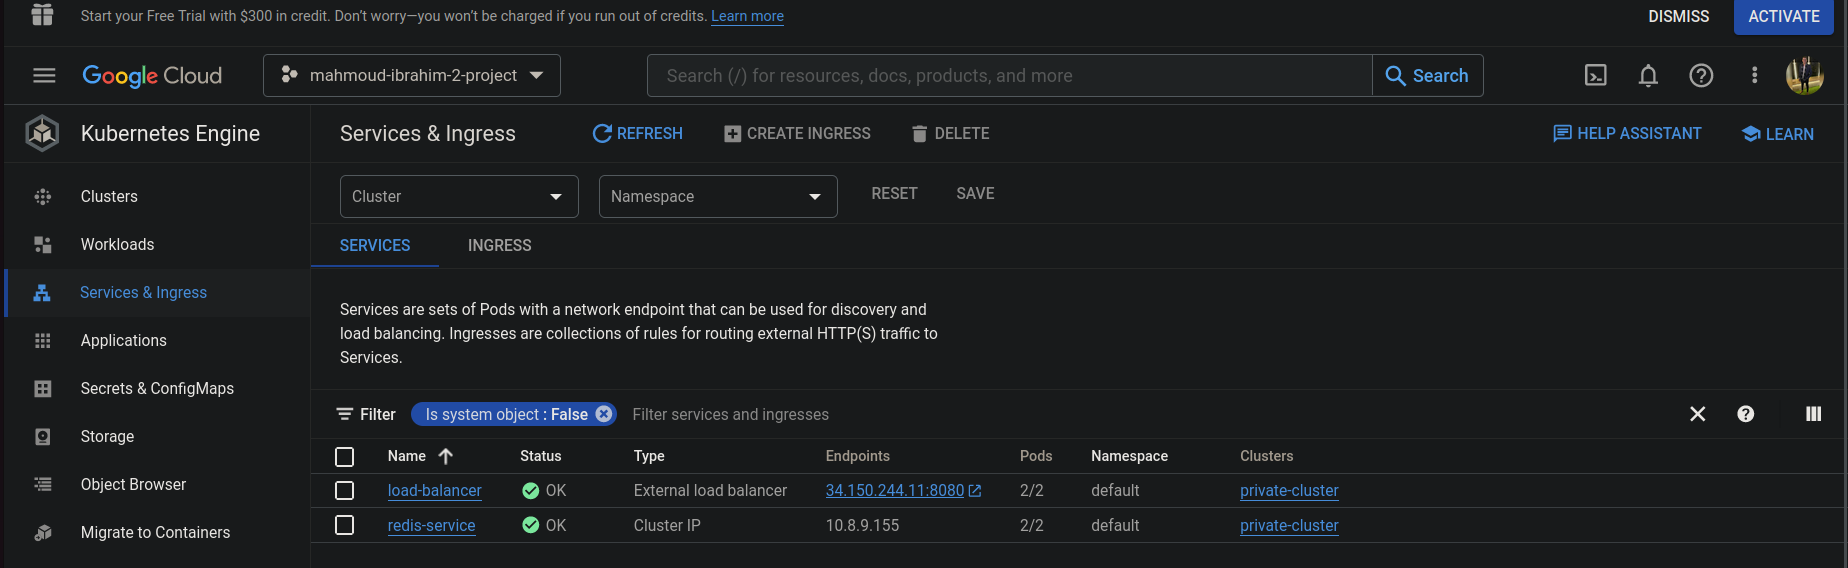 Start your Free Trial with $300 in credit. Don't worry—you won't be charged if you run out of credits. Learn more
DISMISS
ACTIVATE
Google Cloud
mahmoud-ibrahim-2-project
Search (/) for resources, docs, products, and more
Search
Kubernetes Engine
Clusters
Workloads
Services & Ingress
Applications
Secrets & ConfigMaps
Storage
Object Browser
Migrate to Containers
Services & Ingress
REFRESH
CREATE INGRESS
DELETE
HELP ASSISTANT
LEARN
Cluster
Namespace
RESET
SAVE
SERVICES
INGRESS
Services are sets of Pods with a network endpoint that can be used for discovery and
load balancing. Ingresses are collections of rules for routing external HTTP(S) traffic to
Services.
Filter
Is system object : False
Filter services and ingresses
Name Status Type Endpoints Pods Namespace Clusters
load-balancer OK External load balancer 34.150.244.11:8080 2/2 default private-cluster
redis-service OK Cluster IP 10.8.9.155 2/2 default private-cluster